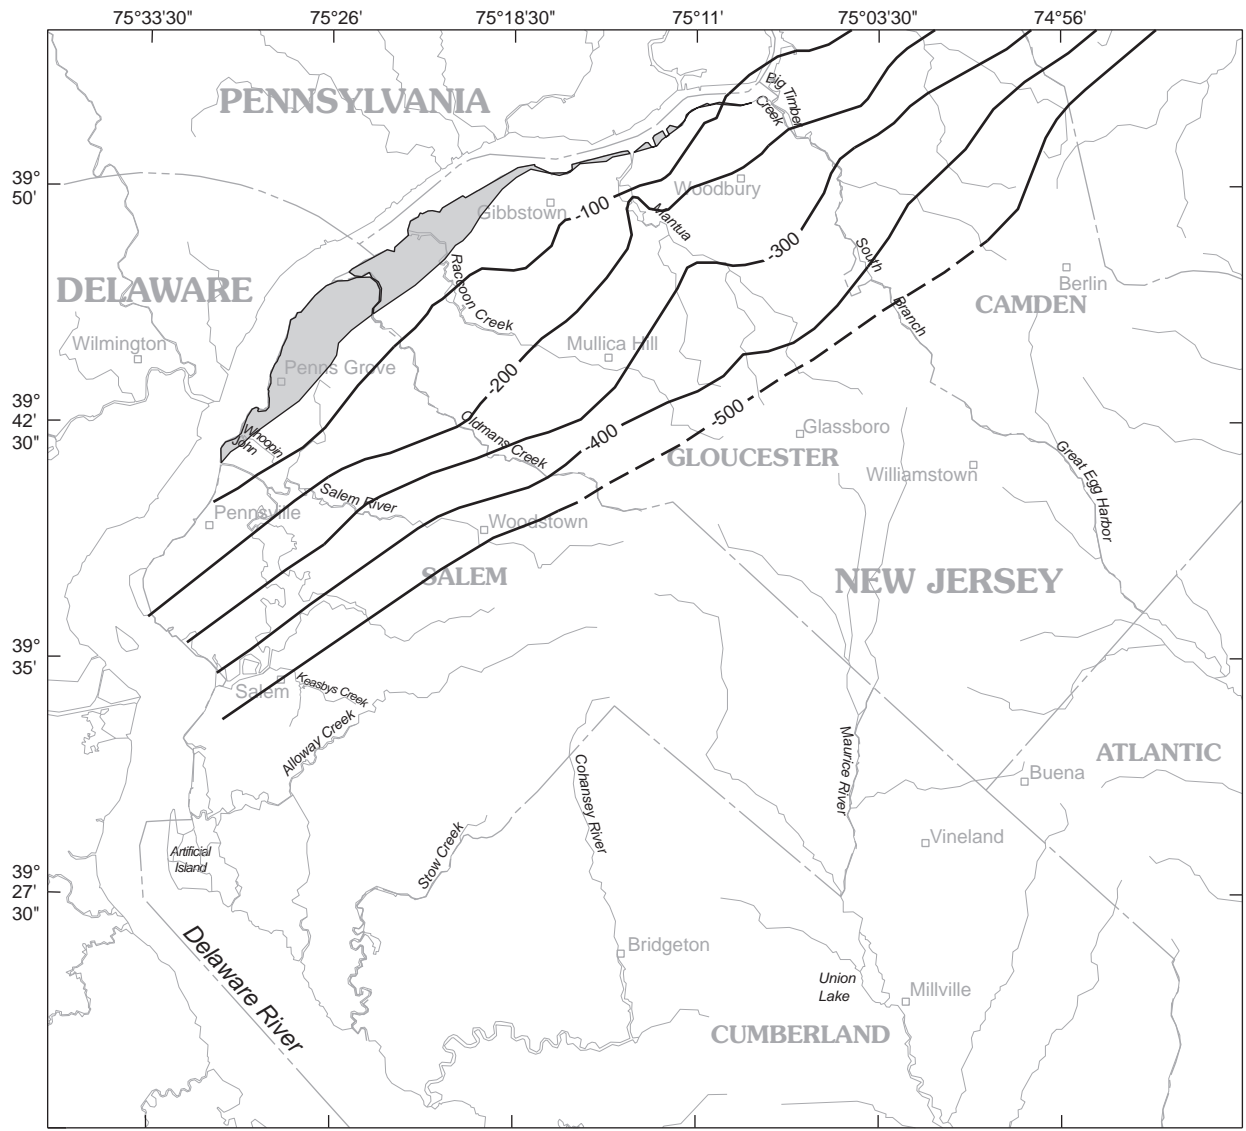 75°33'30"
75°26'
75°18'30"
75°11'
75°03'30"
74°56'
PENNSYLVANIA
Big Timber
Creek
39°
50'
Woodbury
Gibbstown
-100
Mantua
-300
South
Raccoon Creek
DELAWARE
Branch
Berlin
CAMDEN
Wilmington
Mullica Hill
Penns Grove
-200
39°
42'
30"
-500
Oldmans Creek
Whoopin
John
-400
Glassboro
GLOUCESTER
Williamstown
Great Egg Harbor
Salem River
Pennsville
Woodstown
SALEM
NEW JERSEY
39°
35'
Keasbys Creek
Salem
Alloway Creek
Maurice River
ATLANTIC
Cohansey River
Buena
Stow Creek
Vineland
Artificial
Island
39°
27'
30"
Delaware River
Bridgeton
Union
Lake
Millville
CUMBERLAND